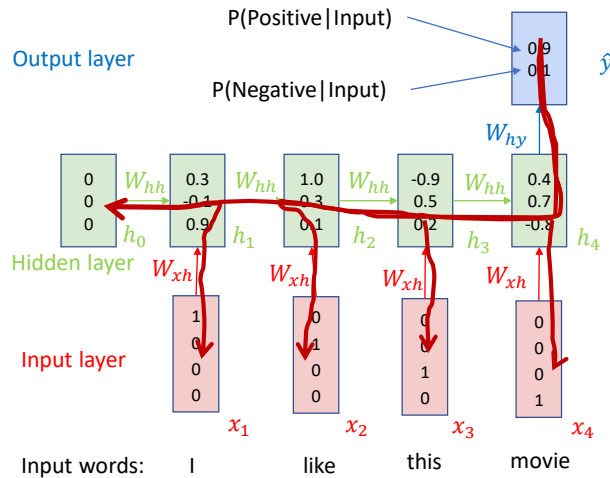 P(Positive|Input)
Output layer
0.9
0.1
ŷ
P(Negative|Input)
W_hy
W_hh W_hh W_hh W_hh
0 0.3 1.0 -0.9 0.4
0 -0.1 0.3 0.5 0.7
0 0.9 0.1 0.2 -0.8
h_0 h_1 h_2 h_3 h_4
Hidden layer
W_xh W_xh W_xh W_xh
1 0 0 0
0 1 0 0
Input layer
0 0 1 0
0 0 0 1
x_1 x_2 x_3 x_4
Input words: I like this movie